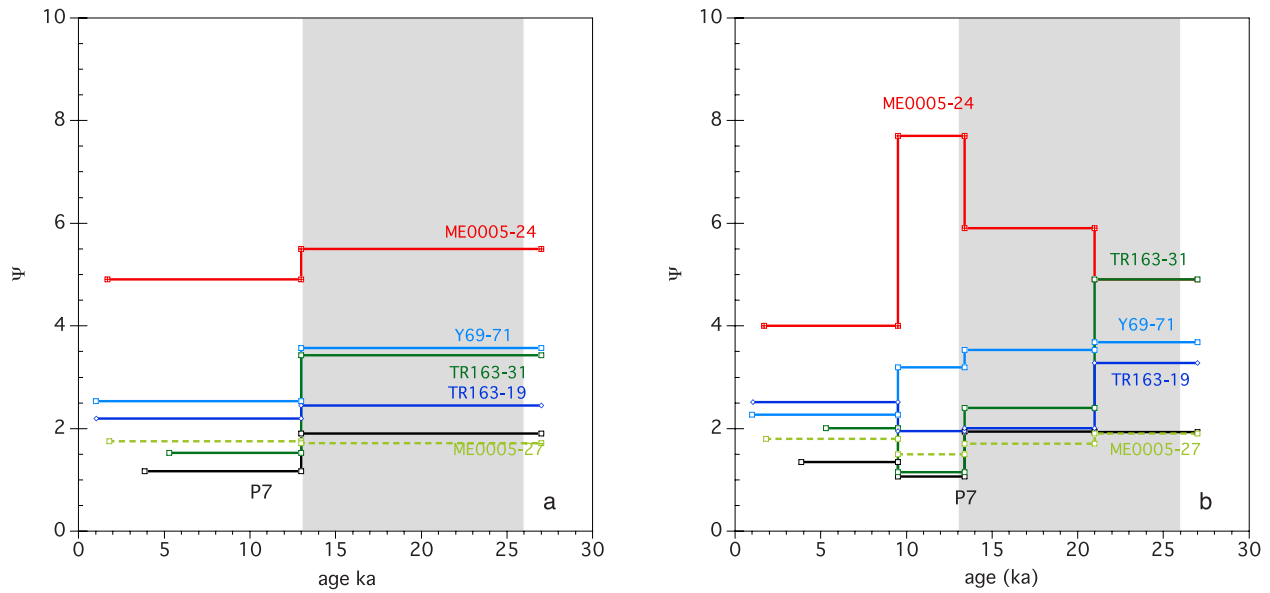 10
8
6
4
2
0
Ψ
ME0005-24
Y69-71
TR163-31
TR163-19
ME0005-27
P7
a
0 5 10 15 20 25 30
age ka
10
8
6
4
2
0
Ψ
ME0005-24
TR163-31
Y69-71
TR163-19
ME0005-27
P7
b
0 5 10 15 20 25 30
age (ka)